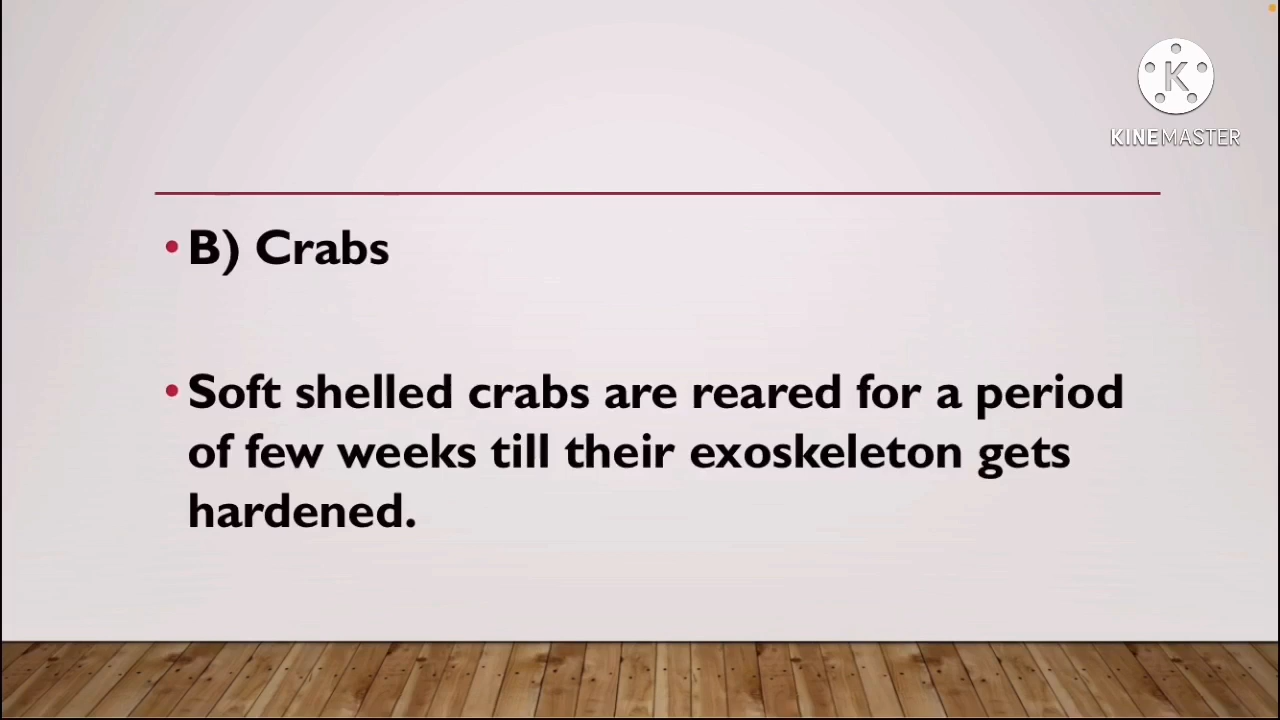 K
KINEMASTER
• B) Crabs
• Soft shelled crabs are reared for a period
of few weeks till their exoskeleton gets
hardened.